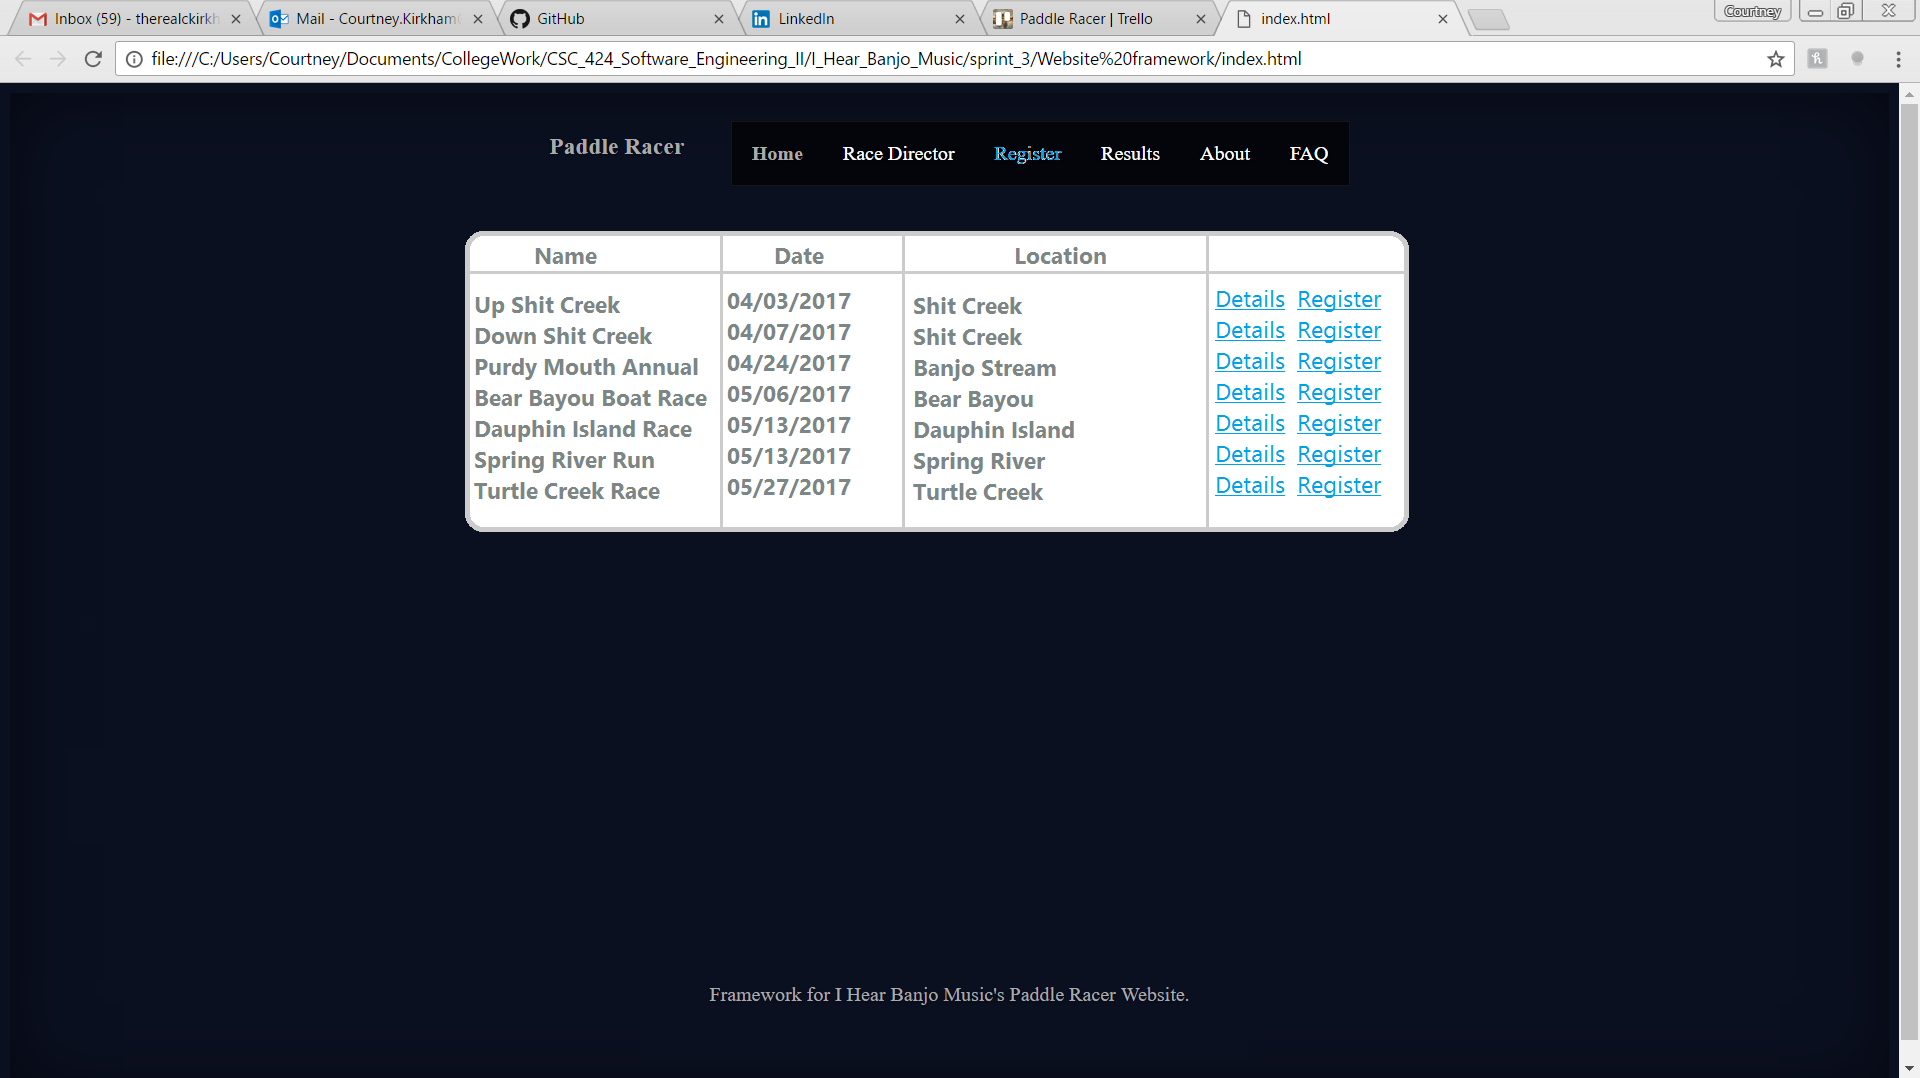 Inbox (59) - therealckirkh
Mail - Courtney.Kirkham
GitHub
LinkedIn
Paddle Racer | Trello
index.html
Courtney
file:///C:/Users/Courtney/Documents/CollegeWork/CSC_424_Software_Engineering_II/I_Hear_Banjo_Music/sprint_3/Website%20framework/index.html
Paddle Racer
Home Race Director Register Results About FAQ
Name Date Location
Up Shit Creek 04/03/2017 Shit Creek Details Register
Down Shit Creek 04/07/2017 Shit Creek Details Register
Purdy Mouth Annual 04/24/2017 Banjo Stream Details Register
Bear Bayou Boat Race 05/06/2017 Bear Bayou Details Register
Dauphin Island Race 05/13/2017 Dauphin Island Details Register
Spring River Run 05/13/2017 Spring River Details Register
Turtle Creek Race 05/27/2017 Turtle Creek Details Register
Framework for I Hear Banjo Music's Paddle Racer Website.